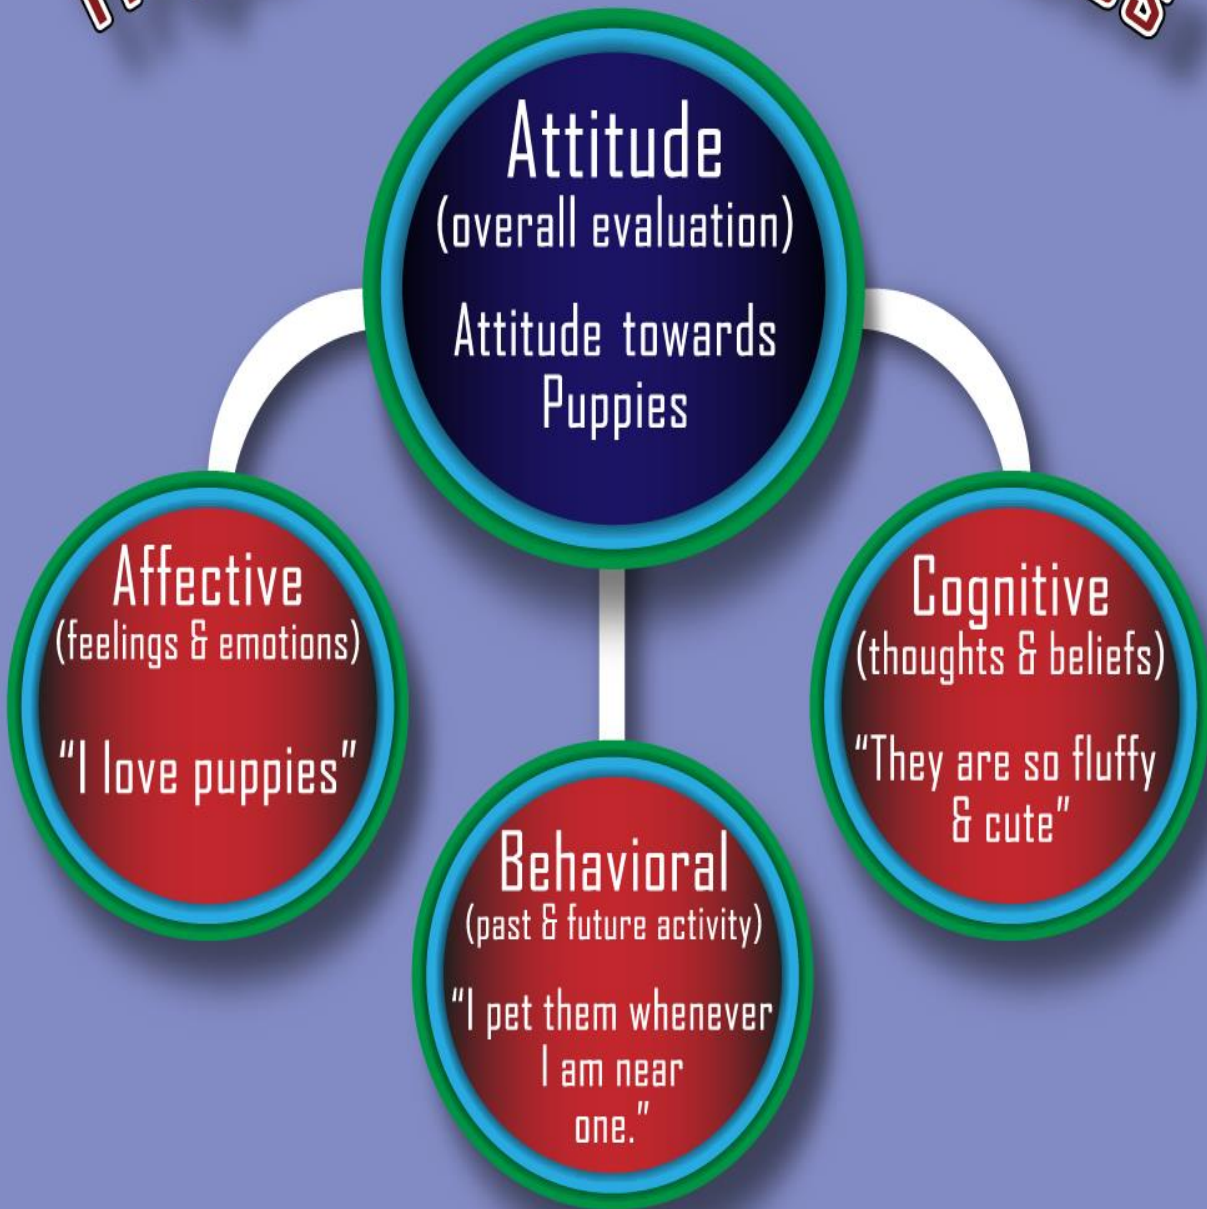 Attitude
(overall evaluation)
Attitude towards
Puppies
Affective
(feelings & emotions)
“I love puppies”
Behavioral
(past & future activity)
“I pet them whenever
I am near
one.”
Cognitive
(thoughts & beliefs)
“They are so fluffy
& cute”